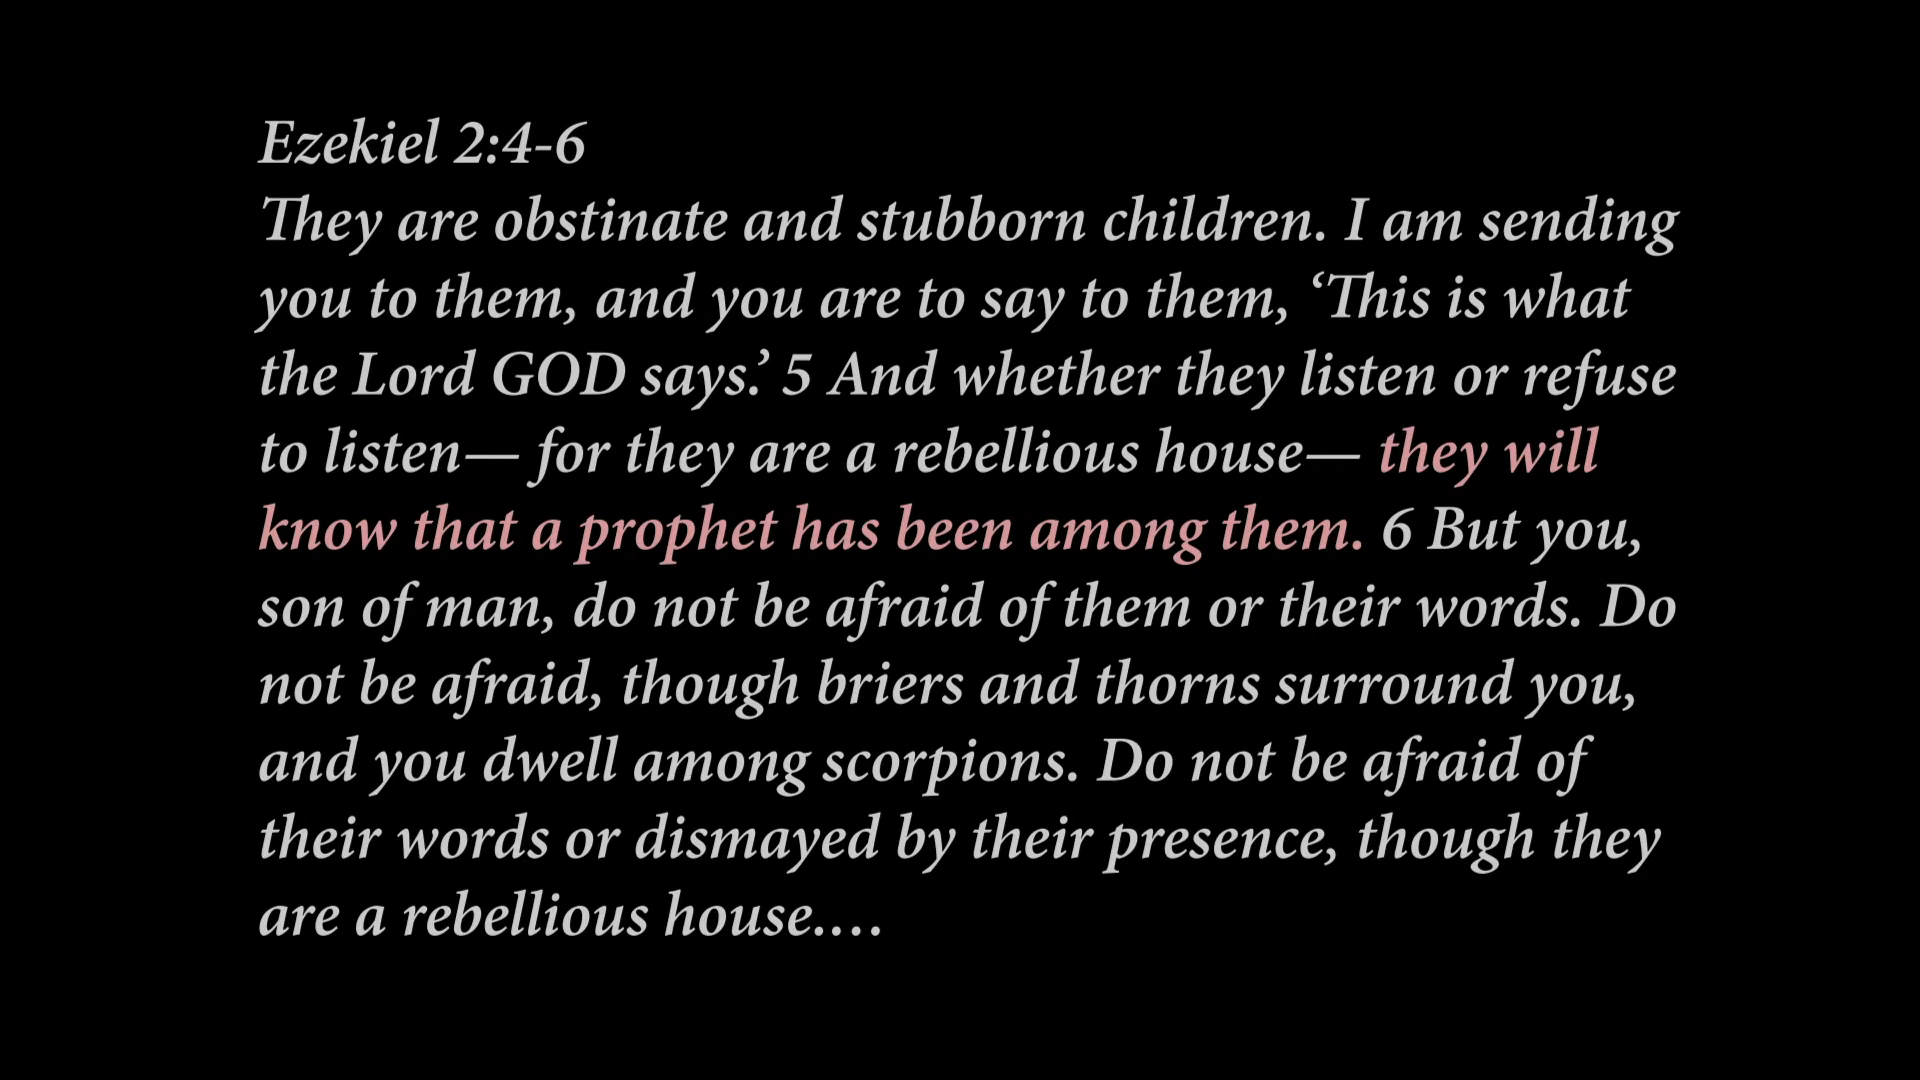 Ezekiel 2:4-6
They are obstinate and stubborn children. I am sending
you to them, and you are to say to them, ‘This is what
the Lord GOD says.’ 5 And whether they listen or refuse
to listen— for they are a rebellious house— they will
know that a prophet has been among them. 6 But you,
son of man, do not be afraid of them or their words. Do
not be afraid, though briers and thorns surround you,
and you dwell among scorpions. Do not be afraid of
their words or dismayed by their presence, though they
are a rebellious house.…